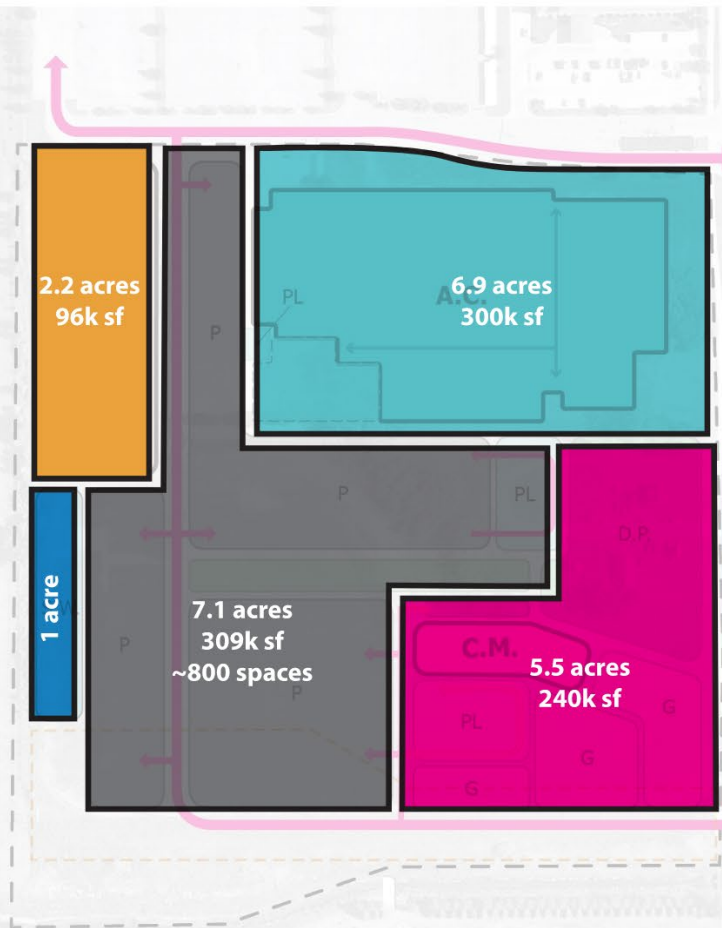 2.2 acres
96k sf
6.9 acres
300k sf
A.C.
PL
P
P
PL
D.P.
1 acre
W.
7.1 acres
309k sf
~800 spaces
P
P
C.M.
5.5 acres
240k sf
PL
G
G
G